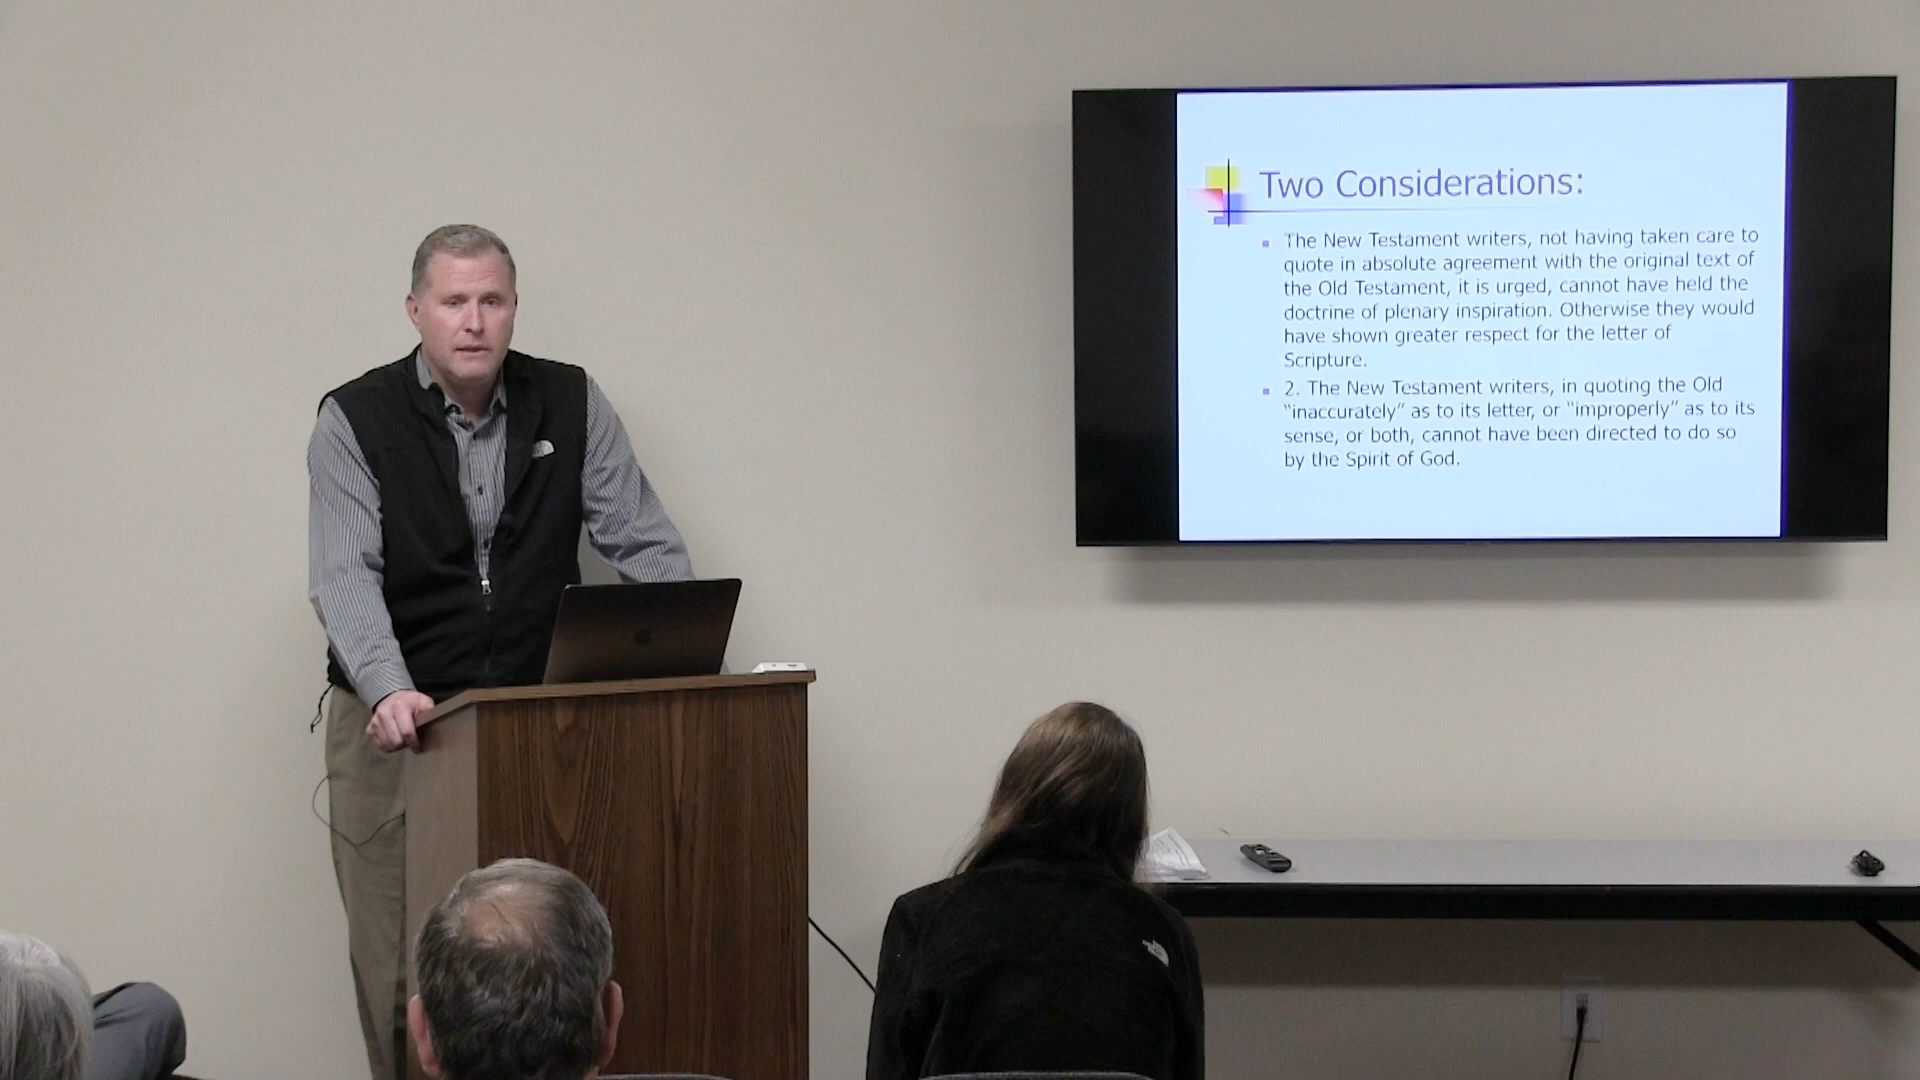 Two Considerations:
The New Testament writers, not having taken care to
quote in absolute agreement with the original text of
the Old Testament, it is urged, cannot have held the
doctrine of plenary inspiration. Otherwise they would
have shown greater respect for the letter of
Scripture.
2. The New Testament writers, in quoting the Old
“inaccurately” as to its letter, or “improperly” as to its
sense, or both, cannot have been directed to do so
by the Spirit of God.